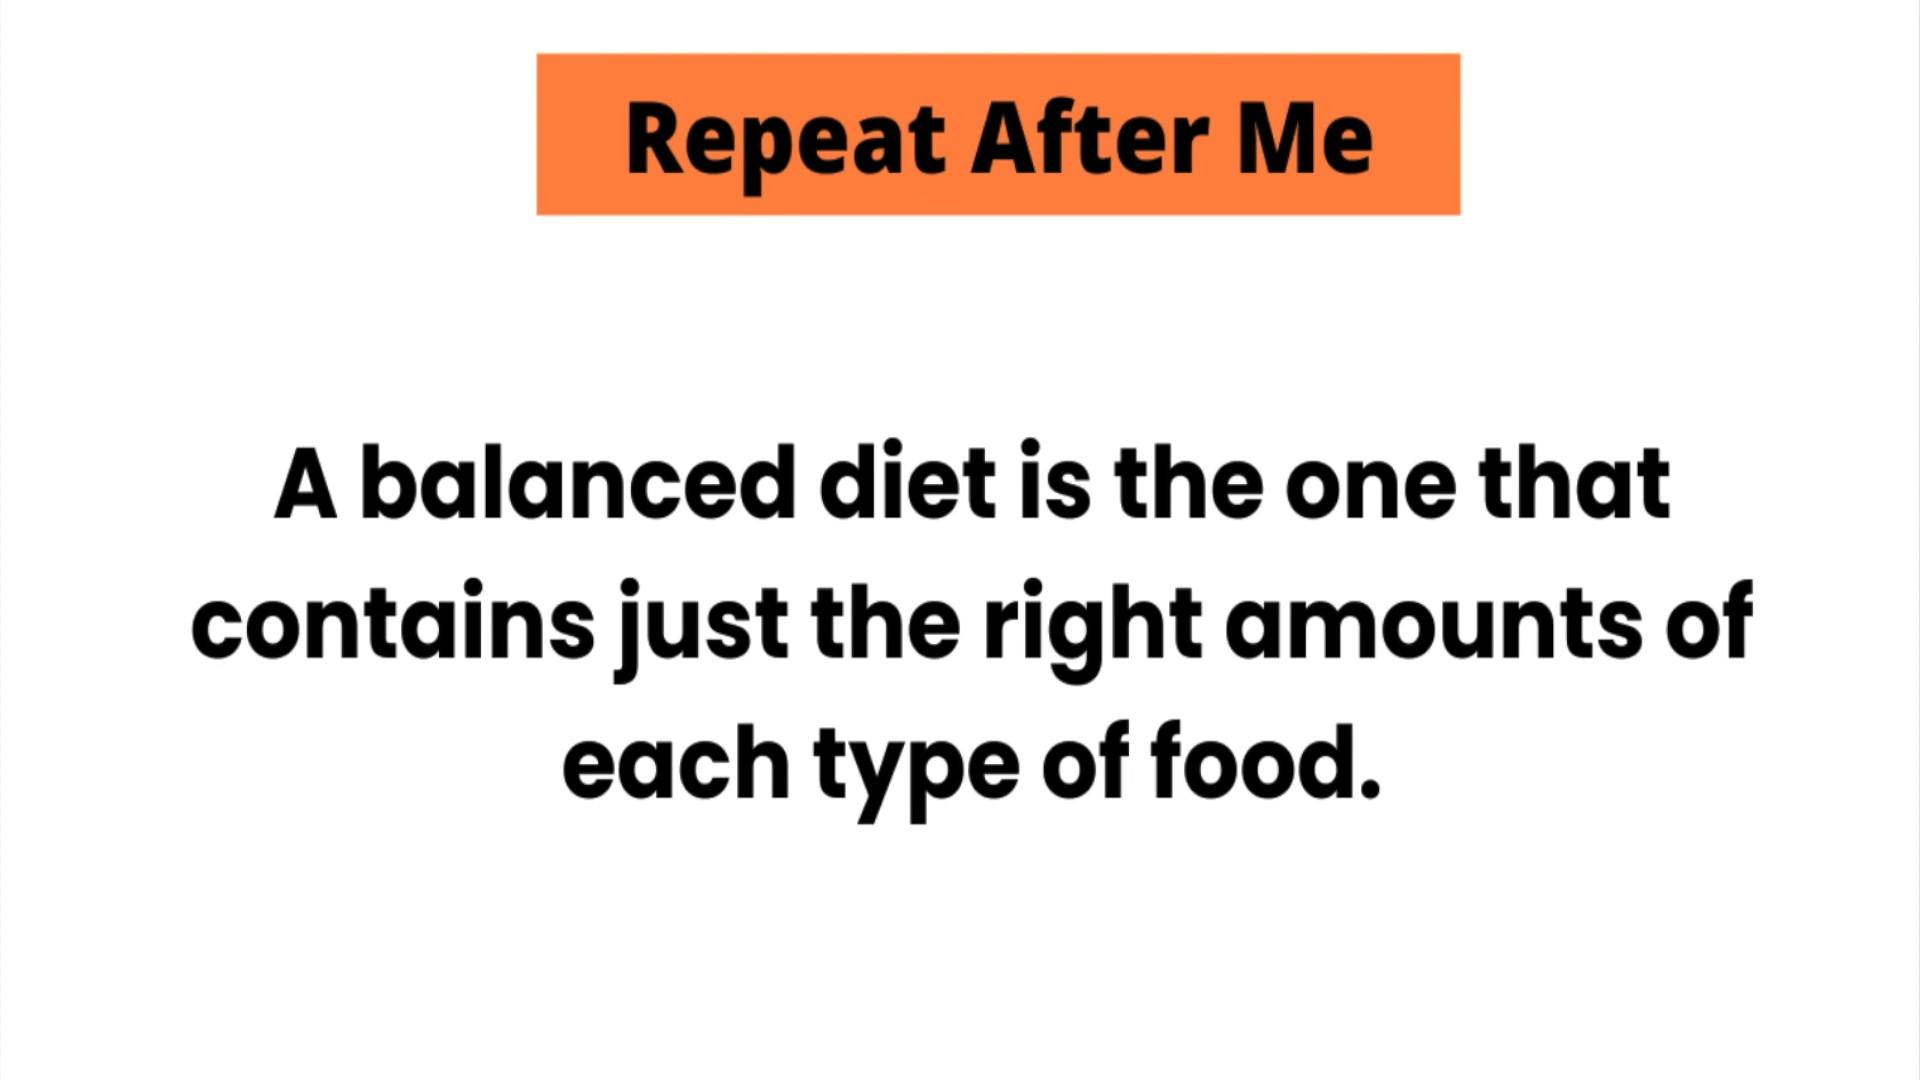 Repeat After Me
A balanced diet is the one that
contains just the right amounts of
each type of food.